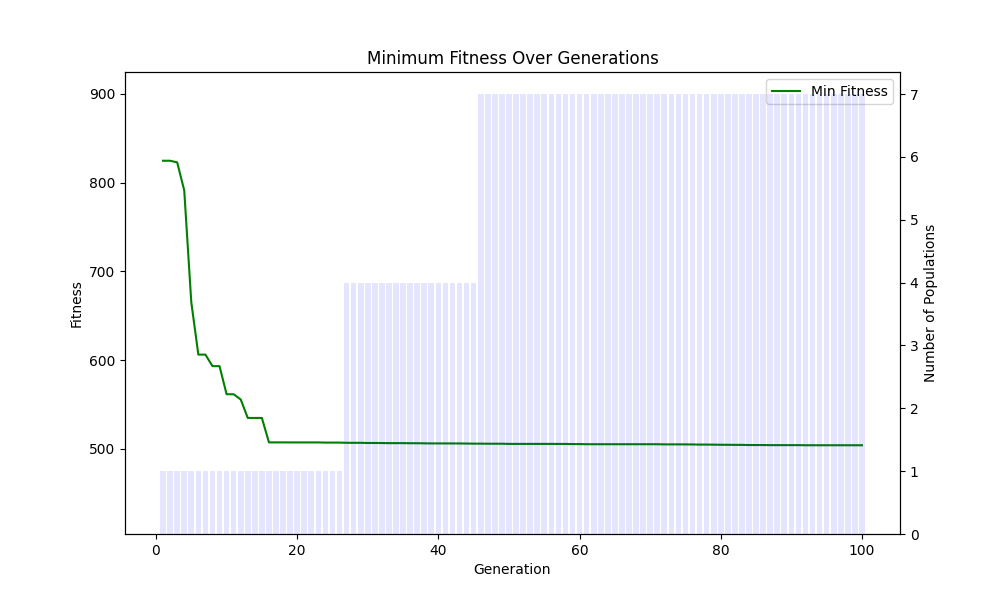 Minimum Fitness Over Generations
Min Fitness
900
800
700
600
500
Fitness
7
6
5
4
3
2
1
0
Number of Populations
0 20 40 60 80 100
Generation